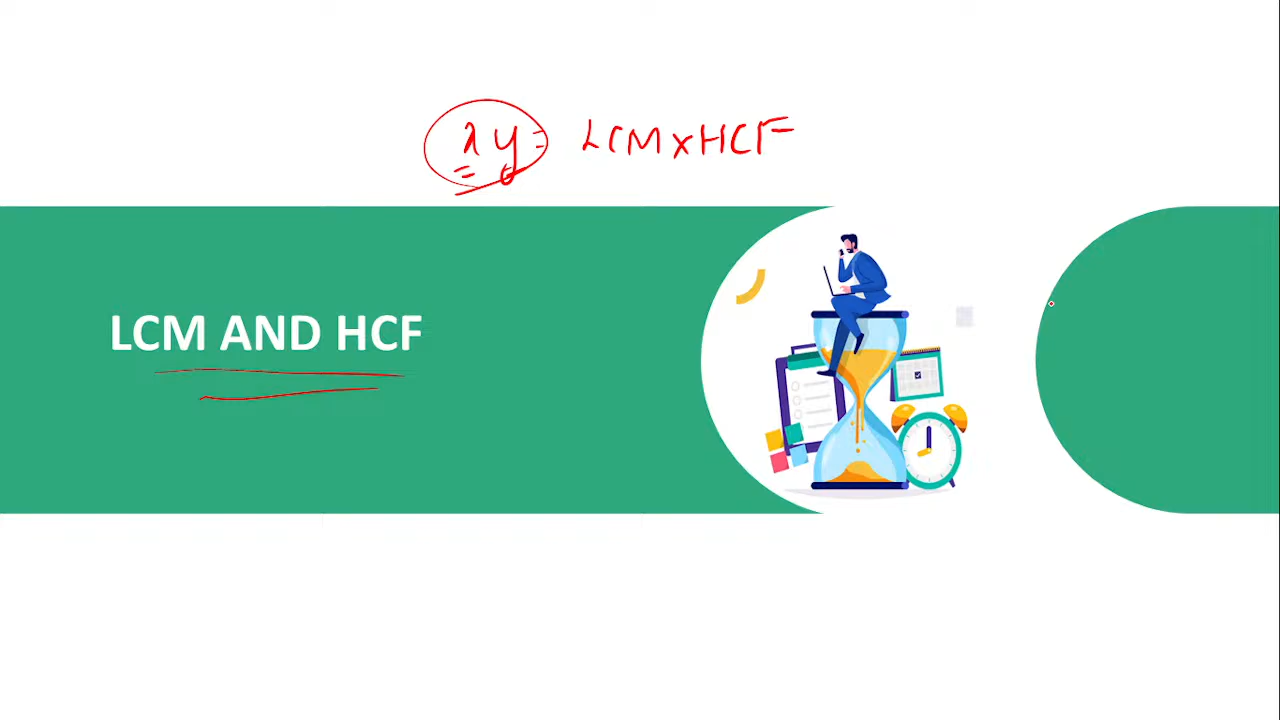 xy = LCM x HCF
LCM AND HCF